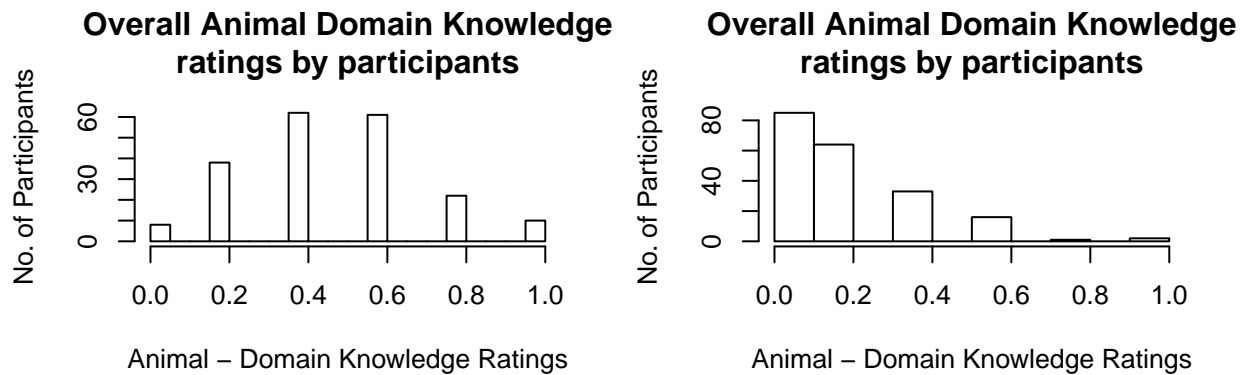 Overall Animal Domain Knowledge
ratings by participants
No. of Participants
0 30 60
0.0 0.2 0.4 0.6 0.8 1.0
Animal − Domain Knowledge Ratings
Overall Animal Domain Knowledge
ratings by participants
No. of Participants
0 40 80
0.0 0.2 0.4 0.6 0.8 1.0
Animal − Domain Knowledge Ratings